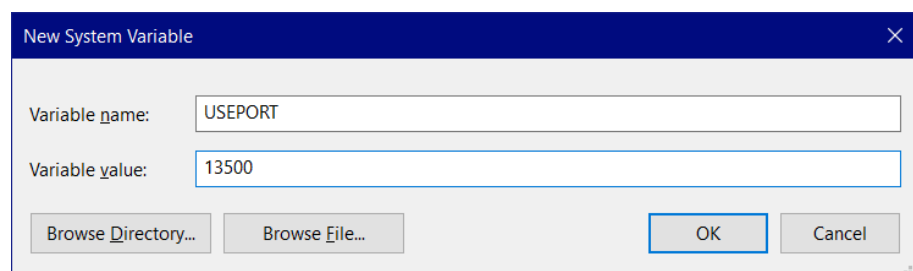 New System Variable
Variable name: USEPORT
Variable value: 13500
Browse Directory... Browse File... OK Cancel